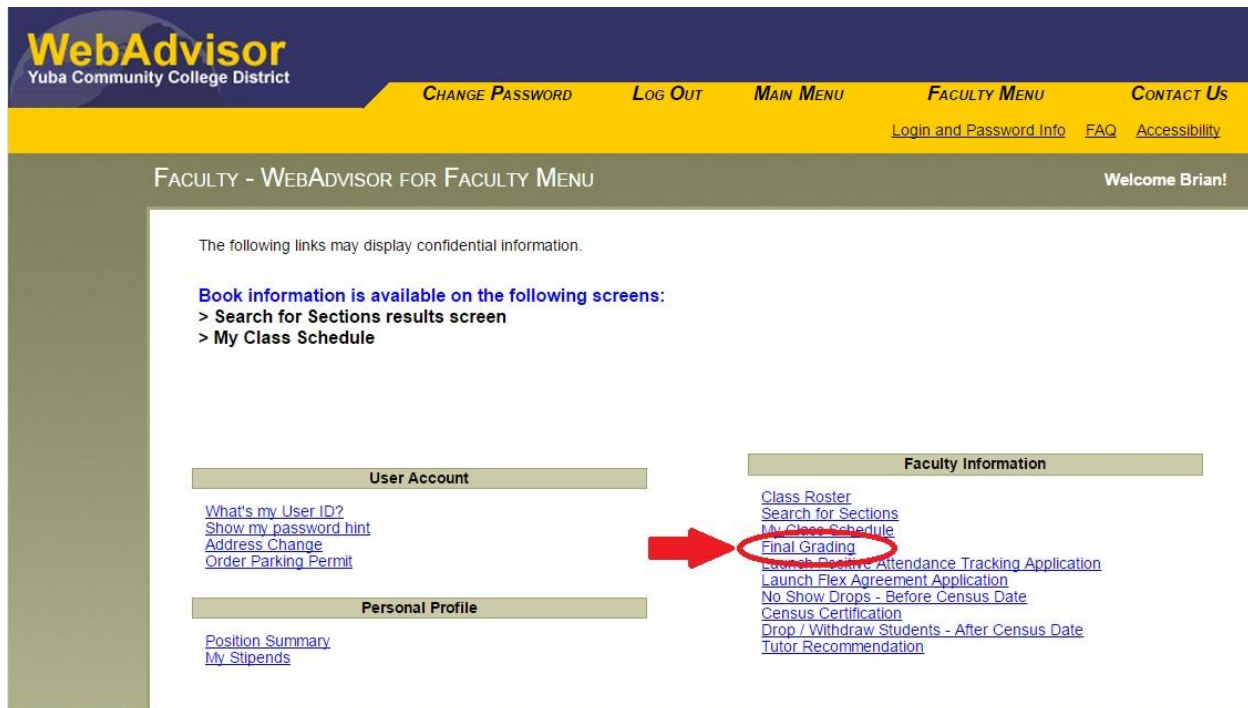 WebAdvisor
Yuba Community College District
CHANGE PASSWORD LOG OUT MAIN MENU FACULTY MENU CONTACT US
Login and Password Info FAQ Accessibility
FACULTY - WEBADVISOR FOR FACULTY MENU Welcome Brian!
The following links may display confidential information.
Book information is available on the following screens:
> Search for Sections results screen
> My Class Schedule
User Account
What's my User ID?
Show my password hint
Address Change
Order Parking Permit
Personal Profile
Position Summary
My Stipends
Faculty Information
Class Roster
Search for Sections
My Class Schedule
Final Grading
Launch Positive Attendance Tracking Application
Launch Flex Agreement Application
No Show Drops - Before Census Date
Census Certification
Drop / Withdraw Students - After Census Date
Tutor Recommendation